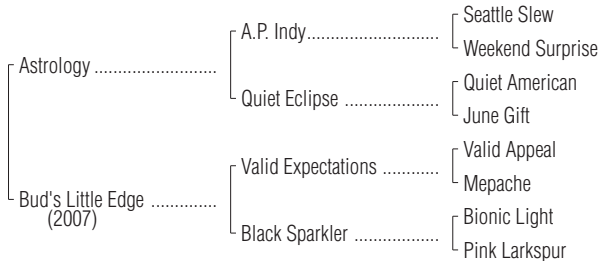 Seattle Slew
A.P. Indy........................
Weekend Surprise
Astrology ..........................
Quiet American
Quiet Eclipse ....................
June Gift
Valid Appeal
Valid Expectations ............
Mepache
Bud's Little Edge ..............
(2007)
Bionic Light
Black Sparkler ..................
Pink Larkspur